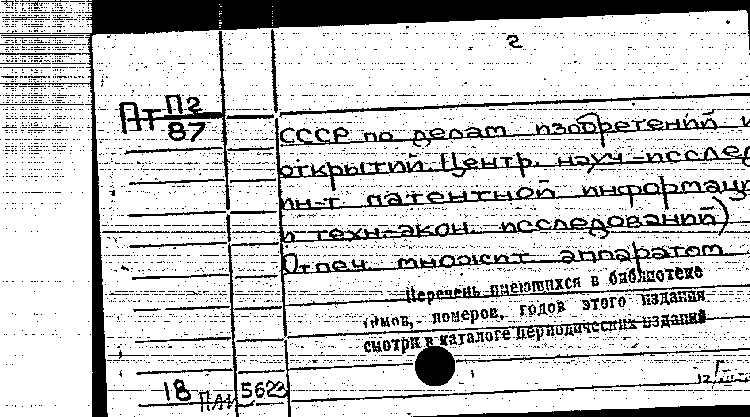 2
Пт П2
87
СССР по делам изобретений и
открытий. Центр. науч-исслед
ин-т патентной информаци
и техн-экон. исследований)
Отпеч. множит. аппаратом
Перечень имеющихся в библиотеке
томов, номеров, годов этого издания
смотри в каталоге периодических изданий
18 5623